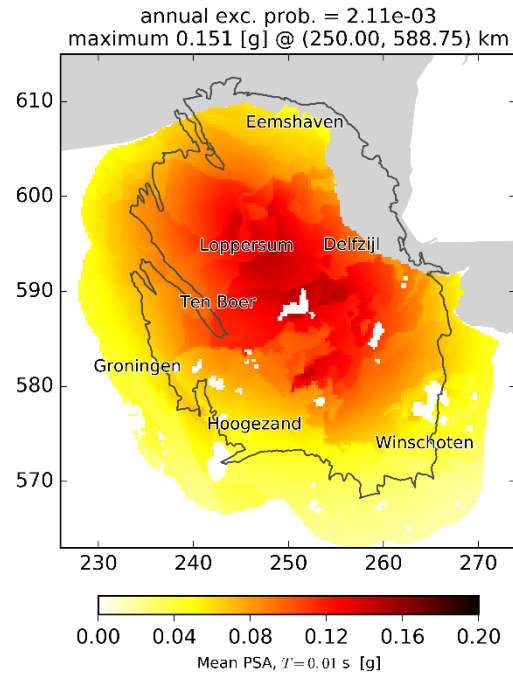 annual exc. prob. = 2.11e-03
maximum 0.151 [g] @ (250.00, 588.75) km
610
600
590
580
570
Eemshaven
Loppersum
Delfzijl
Ten Boer
Groningen
Hoogezand
Winschoten
230 240 250 260 270
0.00 0.04 0.08 0.12 0.16 0.20
Mean PSA, T = 0.01 s [g]